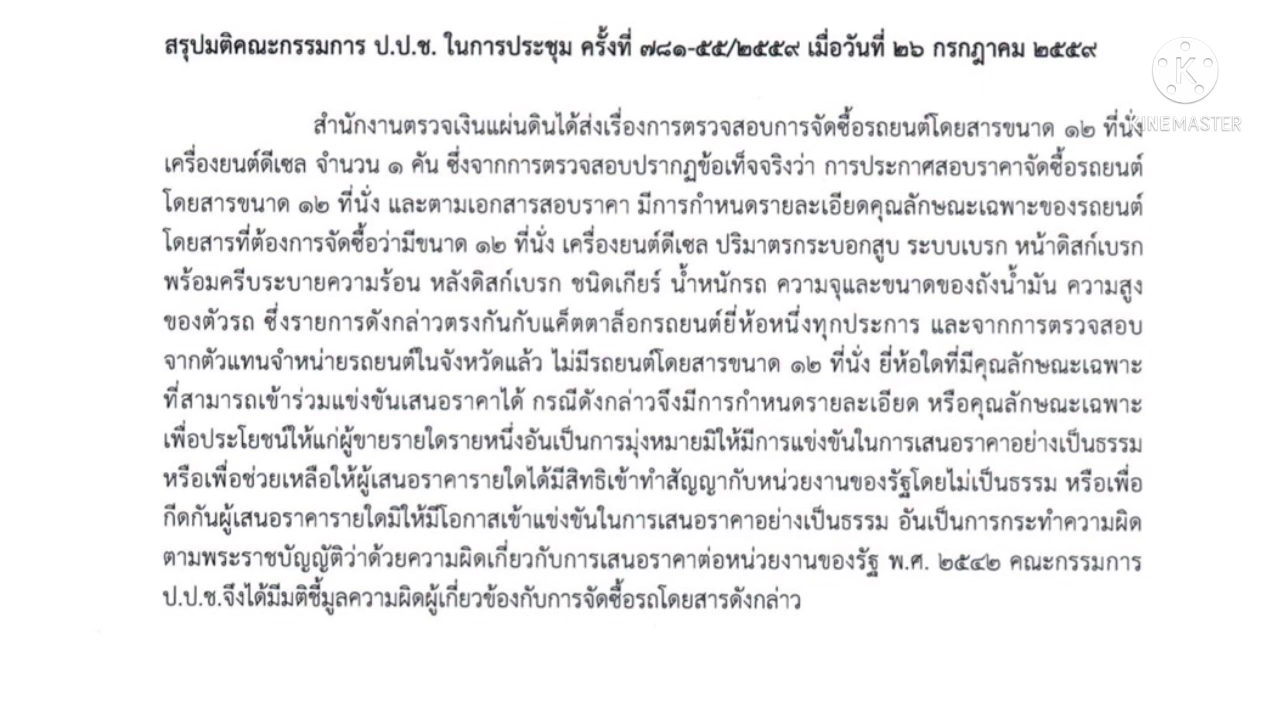 สรุปมติคณะกรรมการ ป.ป.ช. ในการประชุม ครั้งที่ ๗๘๑-๕๕/๒๕๕๙ เมื่อวันที่ ๒๖ กรกฎาคม ๒๕๕๙
KINEMASTER
สำนักงานตรวจเงินแผ่นดินได้ส่งเรื่องการตรวจสอบการจัดซื้อรถยนต์โดยสารขนาด ๑๒ ที่นั่ง
เครื่องยนต์ดีเซล จำนวน ๑ คัน ซึ่งจากการตรวจสอบปรากฏข้อเท็จจริงว่า การประกาศสอบราคาจัดซื้อรถยนต์
โดยสารขนาด ๑๒ ที่นั่ง และตามเอกสารสอบราคา มีการกำหนดรายละเอียดคุณลักษณะเฉพาะของรถยนต์
โดยสารที่ต้องการจัดซื้อว่ามีขนาด ๑๒ ที่นั่ง เครื่องยนต์ดีเซล ปริมาตรกระบอกสูบ ระบบเบรก หน้าดิสก์เบรก
พร้อมครีบระบายความร้อน หลังดิสก์เบรก ชนิดเกียร์ น้ำหนักรถ ความจุและขนาดของถังน้ำมัน ความสูง
ของตัวรถ ซึ่งรายการดังกล่าวตรงกันกับแค็ตตาล็อกรถยนต์ยี่ห้อหนึ่งทุกประการ และจากการตรวจสอบ
จากตัวแทนจำหน่ายรถยนต์ในจังหวัดแล้ว ไม่มีรถยนต์โดยสารขนาด ๑๒ ที่นั่ง ยี่ห้อใดที่มีคุณลักษณะเฉพาะ
ที่สามารถเข้าร่วมแข่งขันเสนอราคาได้ กรณีดังกล่าวจึงมีการกำหนดรายละเอียด หรือคุณลักษณะเฉพาะ
เพื่อประโยชน์ให้แก่ผู้ขายรายใดรายหนึ่งอันเป็นการมุ่งหมายมิให้มีการแข่งขันในการเสนอราคาอย่างเป็นธรรม
หรือเพื่อช่วยเหลือให้ผู้เสนอราคารายใดได้มีสิทธิเข้าทำสัญญากับหน่วยงานของรัฐโดยไม่เป็นธรรม หรือเพื่อ
กีดกันผู้เสนอราคารายใดมิให้มีโอกาสเข้าแข่งขันในการเสนอราคาอย่างเป็นธรรม อันเป็นการกระทำความผิด
ตามพระราชบัญญัติว่าด้วยความผิดเกี่ยวกับการเสนอราคาต่อหน่วยงานของรัฐ พ.ศ. ๒๕๔๒ คณะกรรมการ
ป.ป.ช.จึงได้มีมติชี้มูลความผิดผู้เกี่ยวข้องกับการจัดซื้อรถโดยสารดังกล่าว